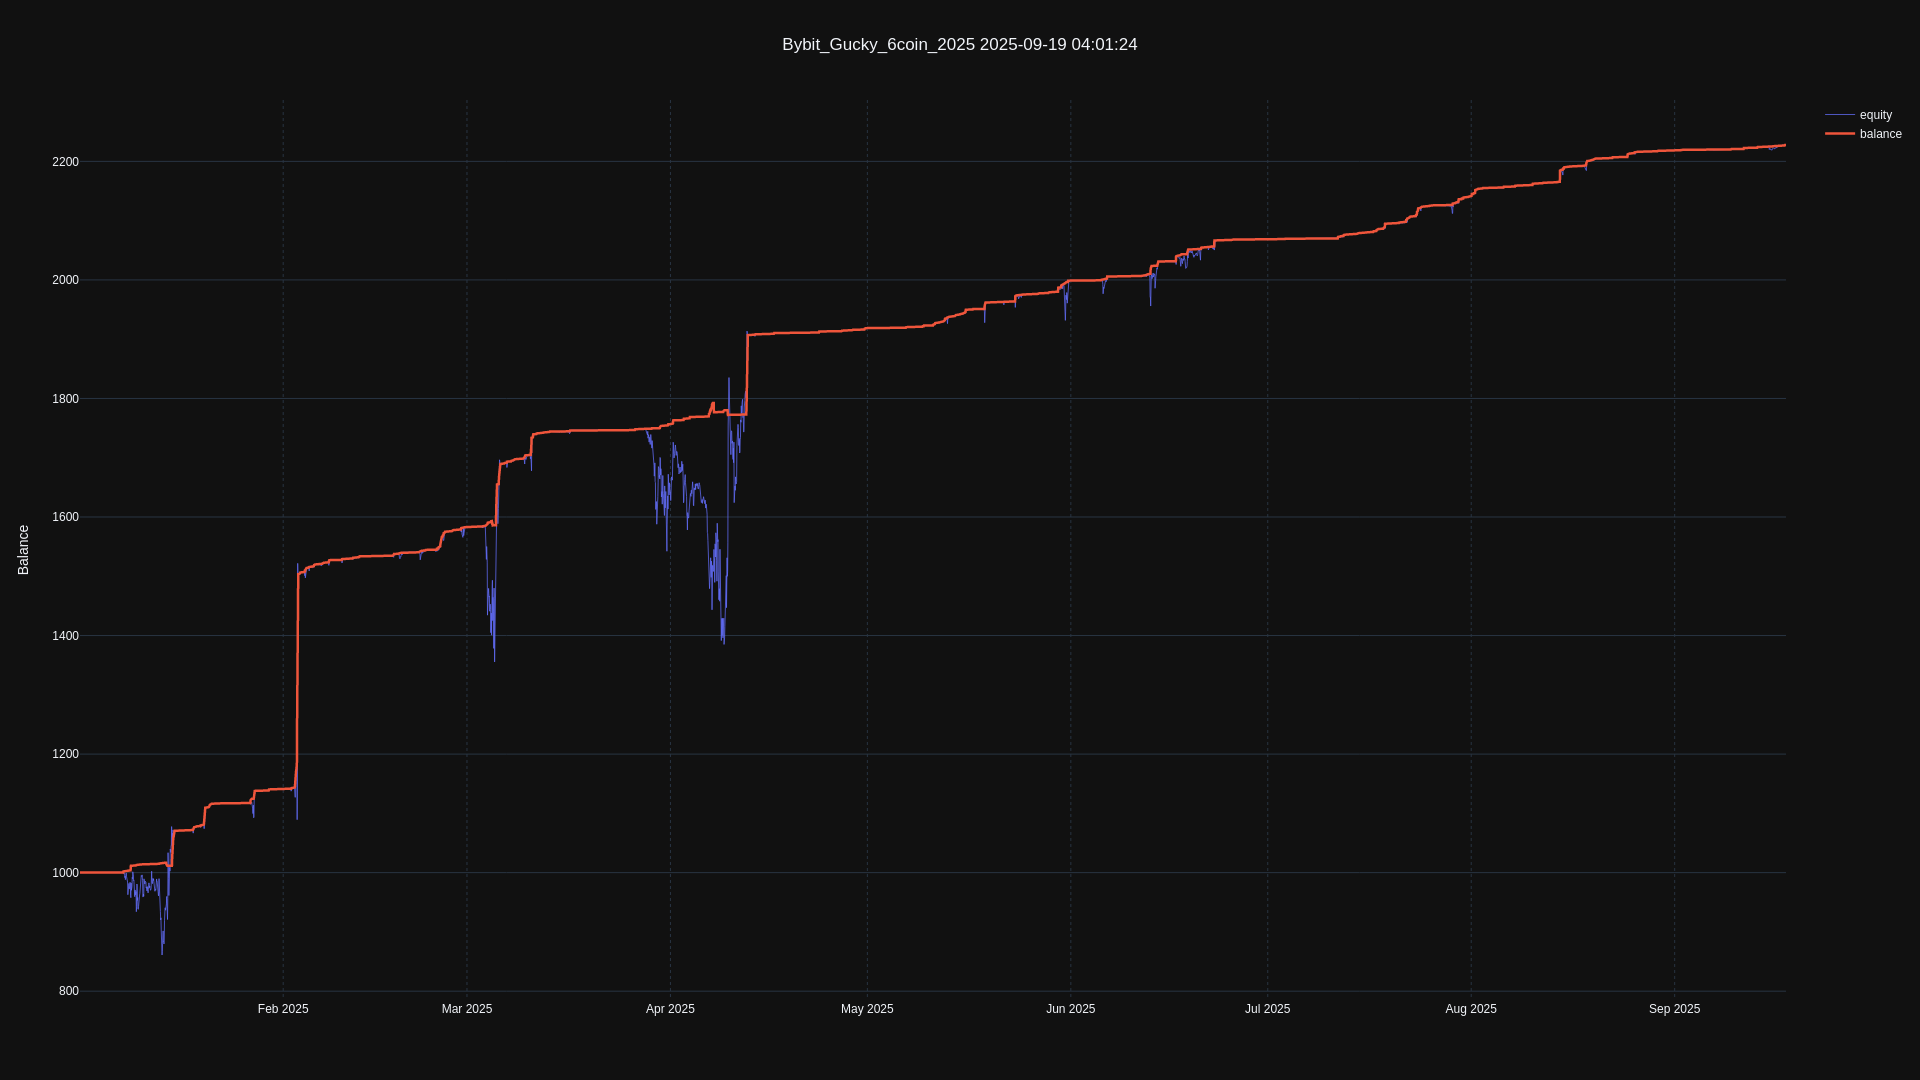 Bybit_Gucky_6coin_2025 2025-09-19 04:01:24
equity
balance
2200
2000
1800
1600
1400
1200
1000
800
Balance
Feb 2025
Mar 2025
Apr 2025
May 2025
Jun 2025
Jul 2025
Aug 2025
Sep 2025